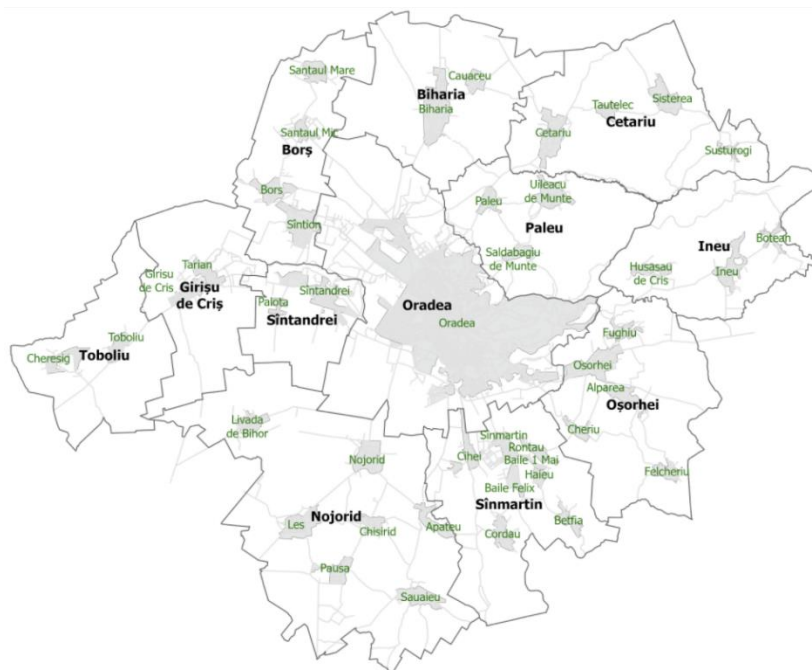 Santaul Mare
Cauaceu
Biharia
Biharia
Tautelec
Sisterea
Cetariu
Cetariu
Santaul Mic
Borș
Susturogi
Bors
Uileacu
de Munte
Paleu
Paleu
Sîntion
Botean
Ineu
Saldabagiu
de Munte
Husasau
de Cris
Ineu
Tarian
Girisu
de Cris
Girișu
de Criș
Sintandrei
Palota
Sîntandrei
Oradea
Oradea
Fughiu
Toboliu
Cheresig
Toboliu
Osorhei
Alparea
Oșorhei
Livada
de Bihor
Cheriu
Sinmartin
Rontau
Cihei
Baile 1 Mai
Nojorid
Haieu
Felcheriu
Baile Felix
Sînmartin
Nojorid
Les
Chisirid
Apateu
Betfia
Cordau
Pausa
Sauaieu